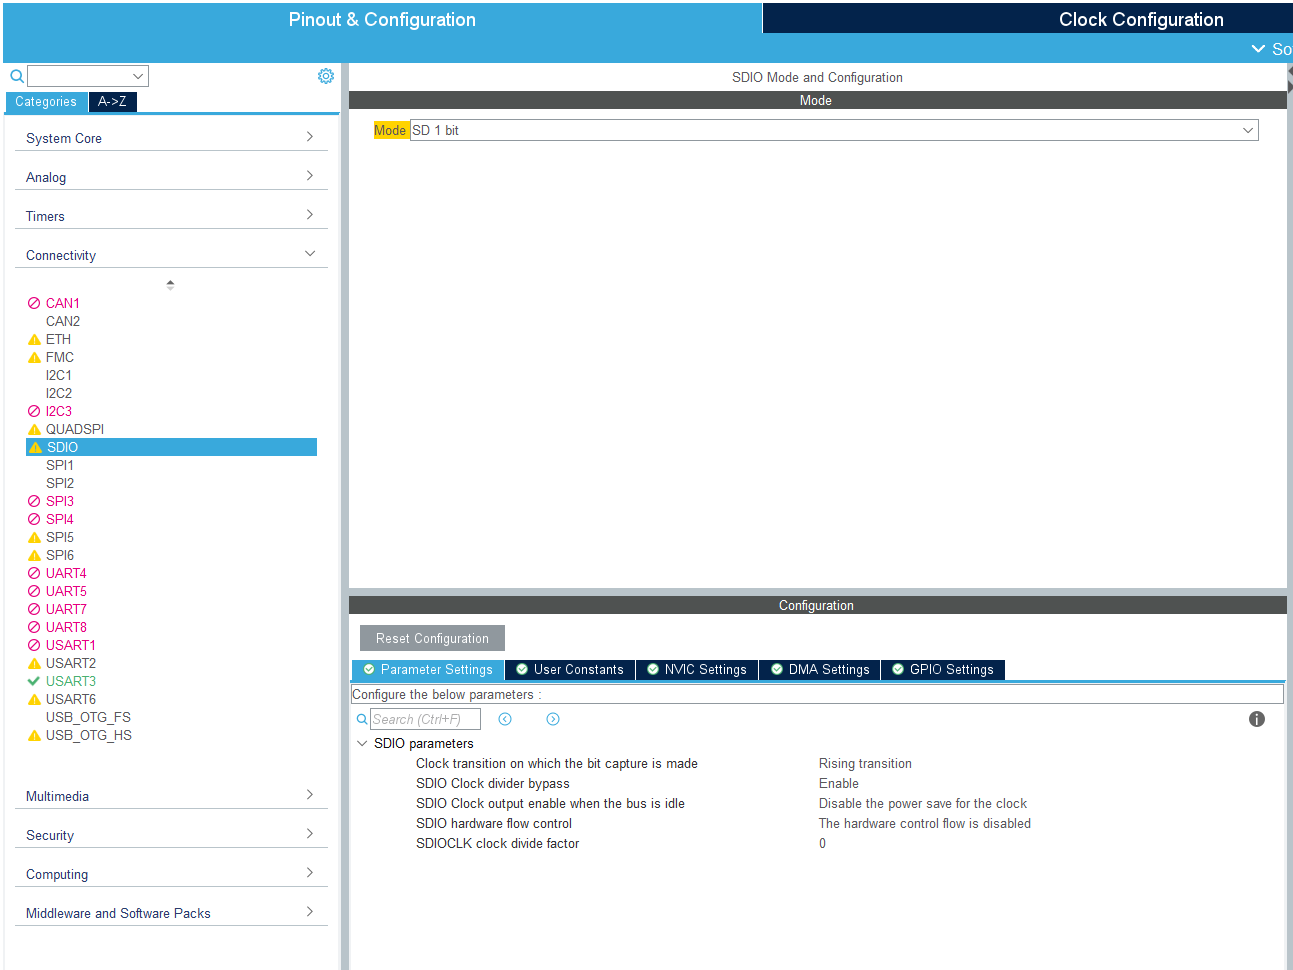 Pinout & Configuration
Clock Configuration
So
Categories
A->Z
System Core
Analog
Timers
Connectivity
CAN1
CAN2
ETH
FMC
I2C1
I2C2
I2C3
QUADSPI
SDIO
SPI1
SPI2
SPI3
SPI4
SPI5
SPI6
UART4
UART5
UART7
UART8
USART1
USART2
USART3
USART6
USB_OTG_FS
USB_OTG_HS
Multimedia
Security
Computing
Middleware and Software Packs
SDIO Mode and Configuration
Mode
Mode SD 1 bit
Configuration
Reset Configuration
Parameter Settings
User Constants
NVIC Settings
DMA Settings
GPIO Settings
Configure the below parameters :
Search (Ctrl+F)
SDIO parameters
Clock transition on which the bit capture is made Rising transition
SDIO Clock divider bypass Enable
SDIO Clock output enable when the bus is idle Disable the power save for the clock
SDIO hardware flow control The hardware control flow is disabled
SDIOCLK clock divide factor 0